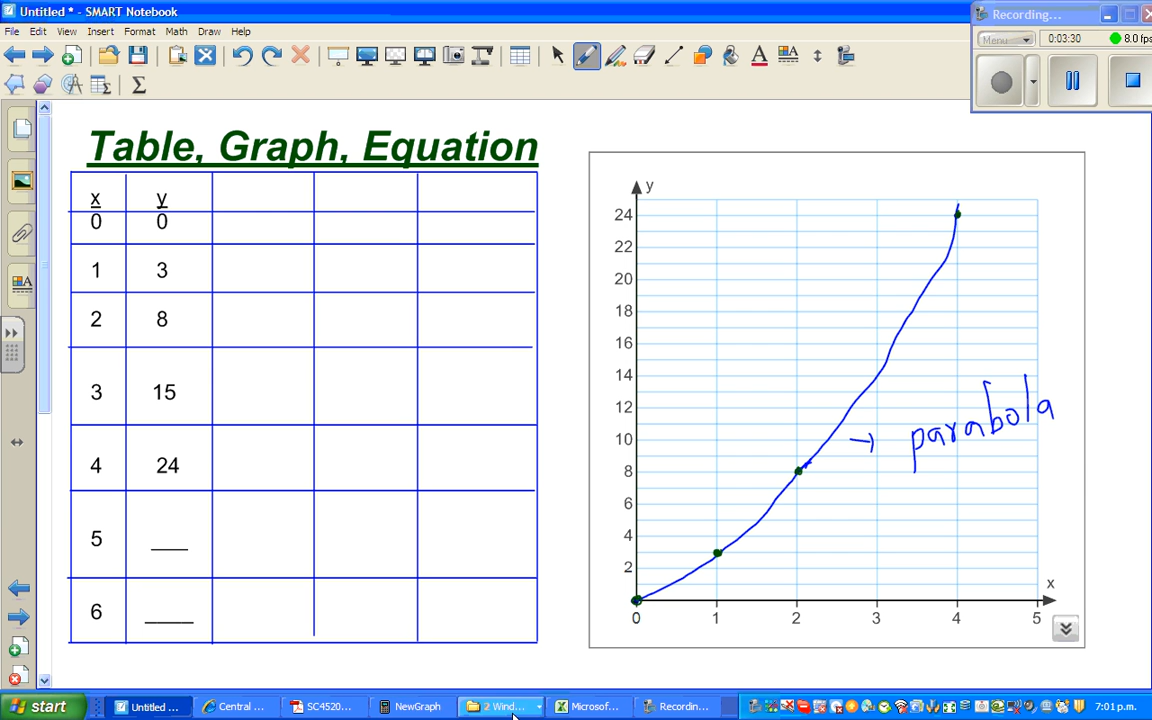 Untitled * - SMART Notebook
File Edit View Insert Format Math Draw Help
Recording...
Menu
0:03:30
8.0 fps
Table, Graph, Equation
x y
0 0
1 3
2 8
3 15
4 24
5 ___
6 ____
y
24
22
20
18
16
14
12
10
8
6
4
2
→ parabola
x
0 1 2 3 4 5
start
Untitled ...
Central ...
SC4520...
NewGraph
2 Wind...
Microsof...
Recordin...
7:01 p.m.